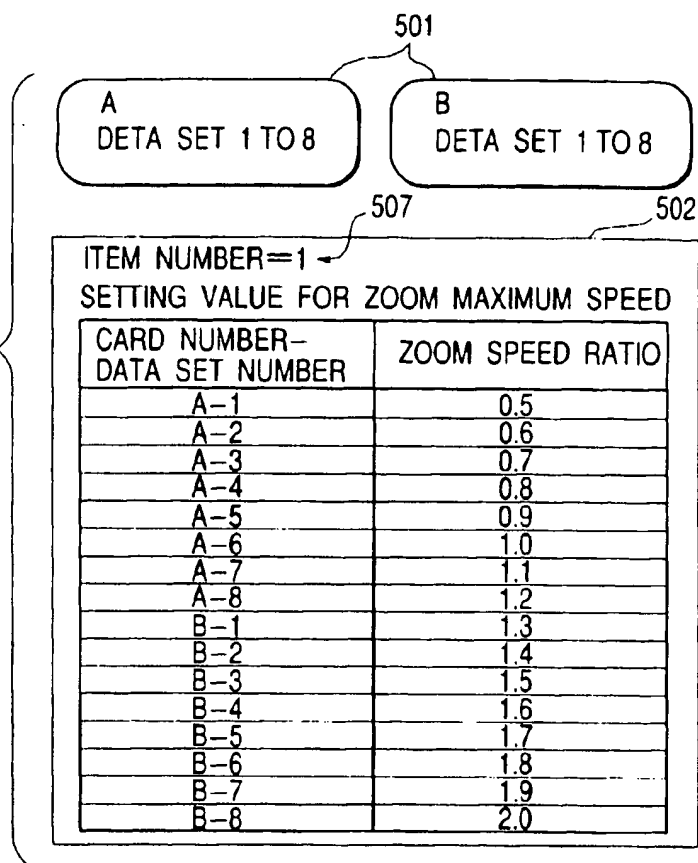 501
A
DETA SET 1 TO 8
B
DETA SET 1 TO 8
507
502
ITEM NUMBER=1
SETTING VALUE FOR ZOOM MAXIMUM SPEED
CARD NUMBER-
DATA SET NUMBER
ZOOM SPEED RATIO
A-1 0.5
A-2 0.6
A-3 0.7
A-4 0.8
A-5 0.9
A-6 1.0
A-7 1.1
A-8 1.2
B-1 1.3
B-2 1.4
B-3 1.5
B-4 1.6
B-5 1.7
B-6 1.8
B-7 1.9
B-8 2.0